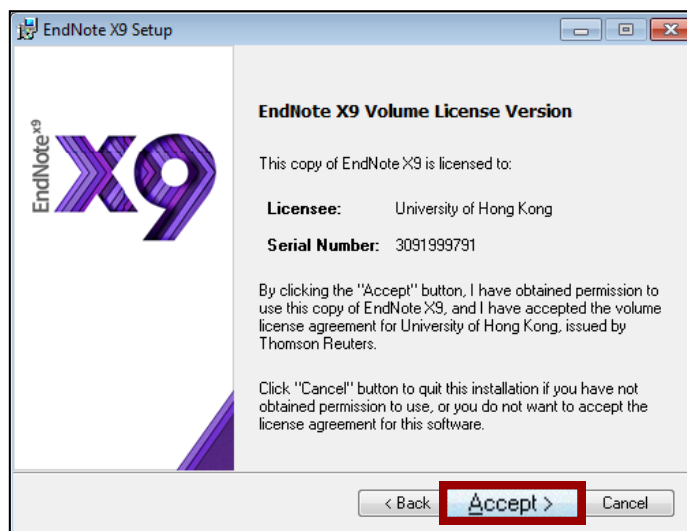 EndNote X9 Setup
EndNote X9
X9
EndNote X9 Volume License Version
This copy of EndNote X9 is licensed to:
Licensee: University of Hong Kong
Serial Number: 3091999791
By clicking the "Accept" button, I have obtained permission to
use this copy of EndNote X9, and I have accepted the volume
license agreement for University of Hong Kong, issued by
Thomson Reuters.
Click "Cancel" button to quit this installation if you have not
obtained permission to use, or you do not want to accept the
license agreement for this software.
< Back Accept > Cancel